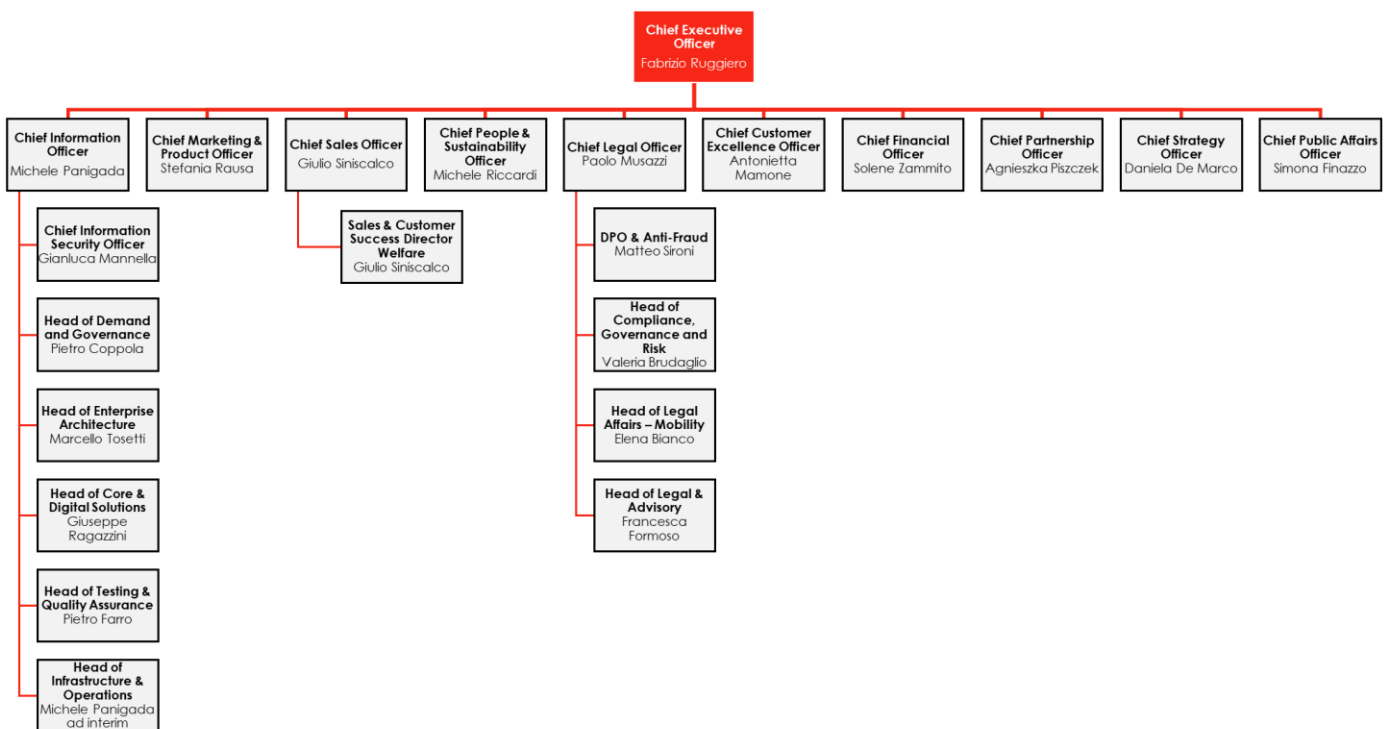 Chief Executive
Officer
Fabrizio Ruggiero
Chief Information
Officer
Michele Panigada
Chief Marketing &
Product Officer
Stefania Rausa
Chief Sales Officer
Giulio Siniscalco
Chief People &
Sustainability
Officer
Michele Riccardi
Chief Legal Officer
Paolo Musazzi
Chief Customer
Excellence Officer
Antonietta
Mamone
Chief Financial
Officer
Solene Zammito
Chief Partnership
Officer
Agnieszka Piszczek
Chief Strategy
Officer
Daniela De Marco
Chief Public Affairs
Officer
Simona Finazzo
Chief Information
Security Officer
Gianluca Mannella
Head of Demand
and Governance
Pietro Coppola
Head of Enterprise
Architecture
Marcello Tosetti
Head of Core &
Digital Solutions
Giuseppe
Ragazzini
Head of Testing &
Quality Assurance
Pietro Farro
Head of
Infrastructure &
Operations
Michele Panigada
ad interim
Sales & Customer
Success Director
Welfare
Giulio Siniscalco
DPO & Anti-Fraud
Matteo Sironi
Head of
Compliance,
Governance and
Risk
Valeria Brudaglio
Head of Legal
Affairs – Mobility
Elena Bianco
Head of Legal &
Advisory
Francesca
Formoso